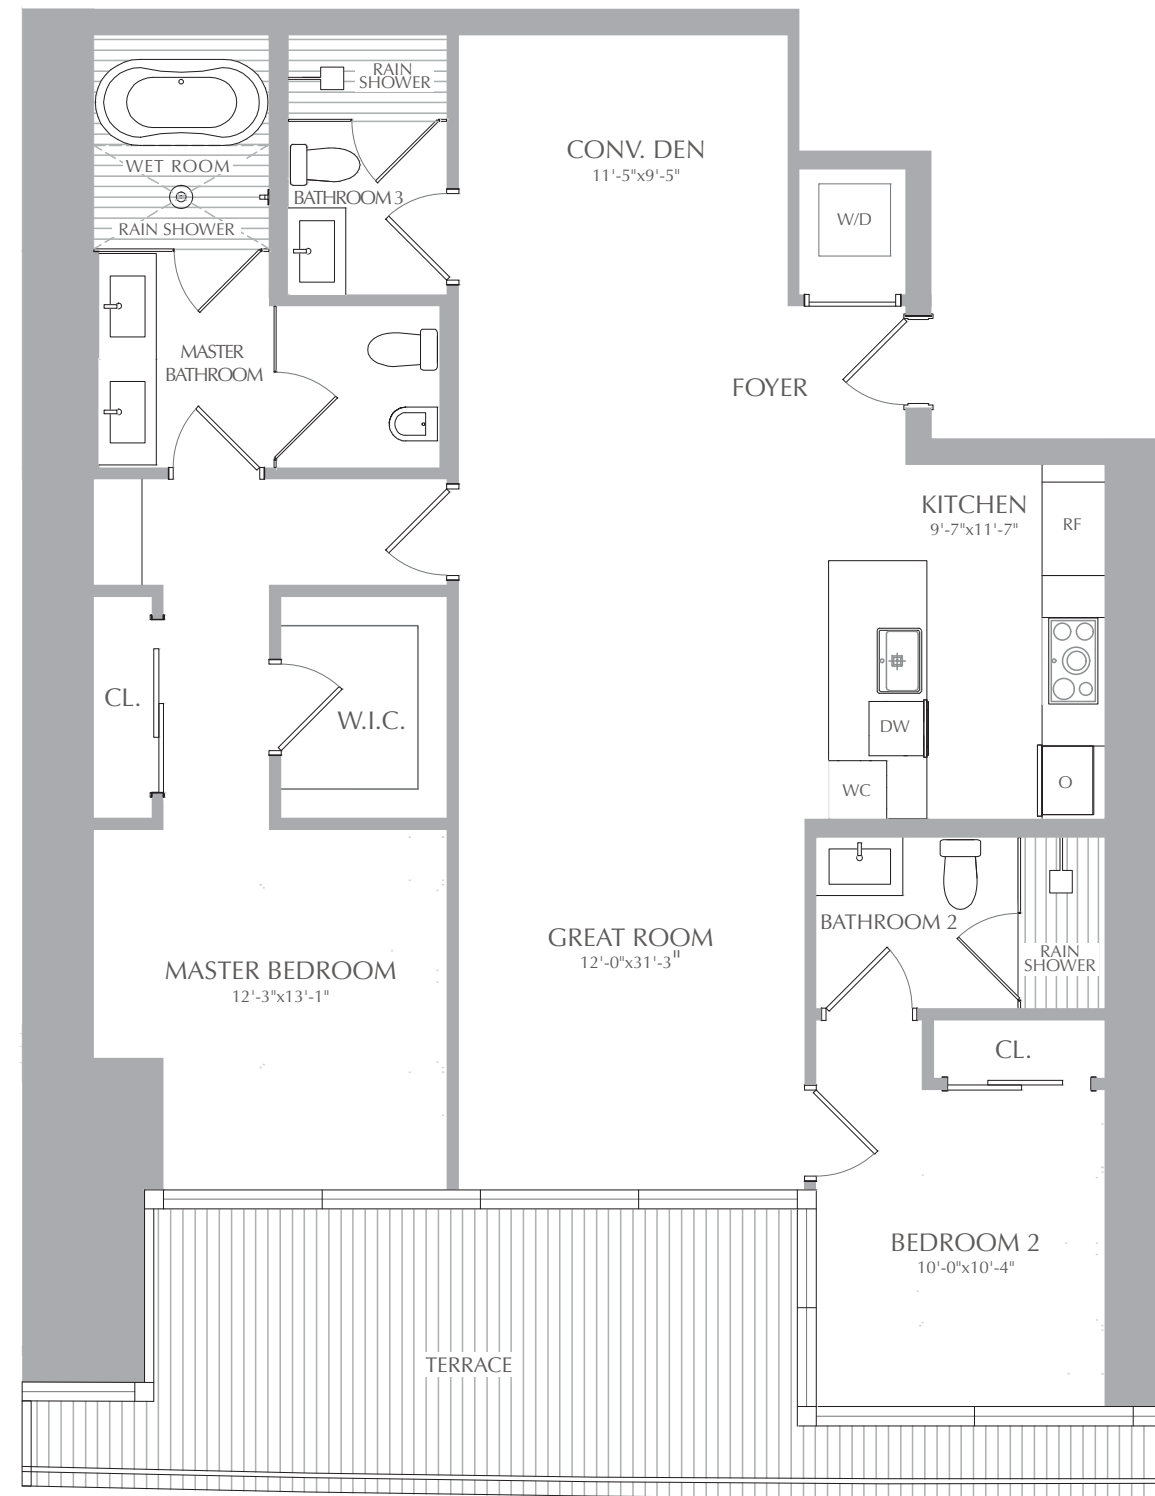 RAIN
SHOWER
CONV. DEN
11'-5"x9'-5"
WET ROOM
BATHROOM 3
RAIN SHOWER
W/D
MASTER
BATHROOM
FOYER
KITCHEN
9'-7"x11'-7"
RF
CL.
W.I.C.
DW
WC
O
BATHROOM 2
GREAT ROOM
12'-0"x31'-3"
RAIN
SHOWER
MASTER BEDROOM
12'-3"x13'-1"
CL.
BEDROOM 2
10'-0"x10'-4"
TERRACE